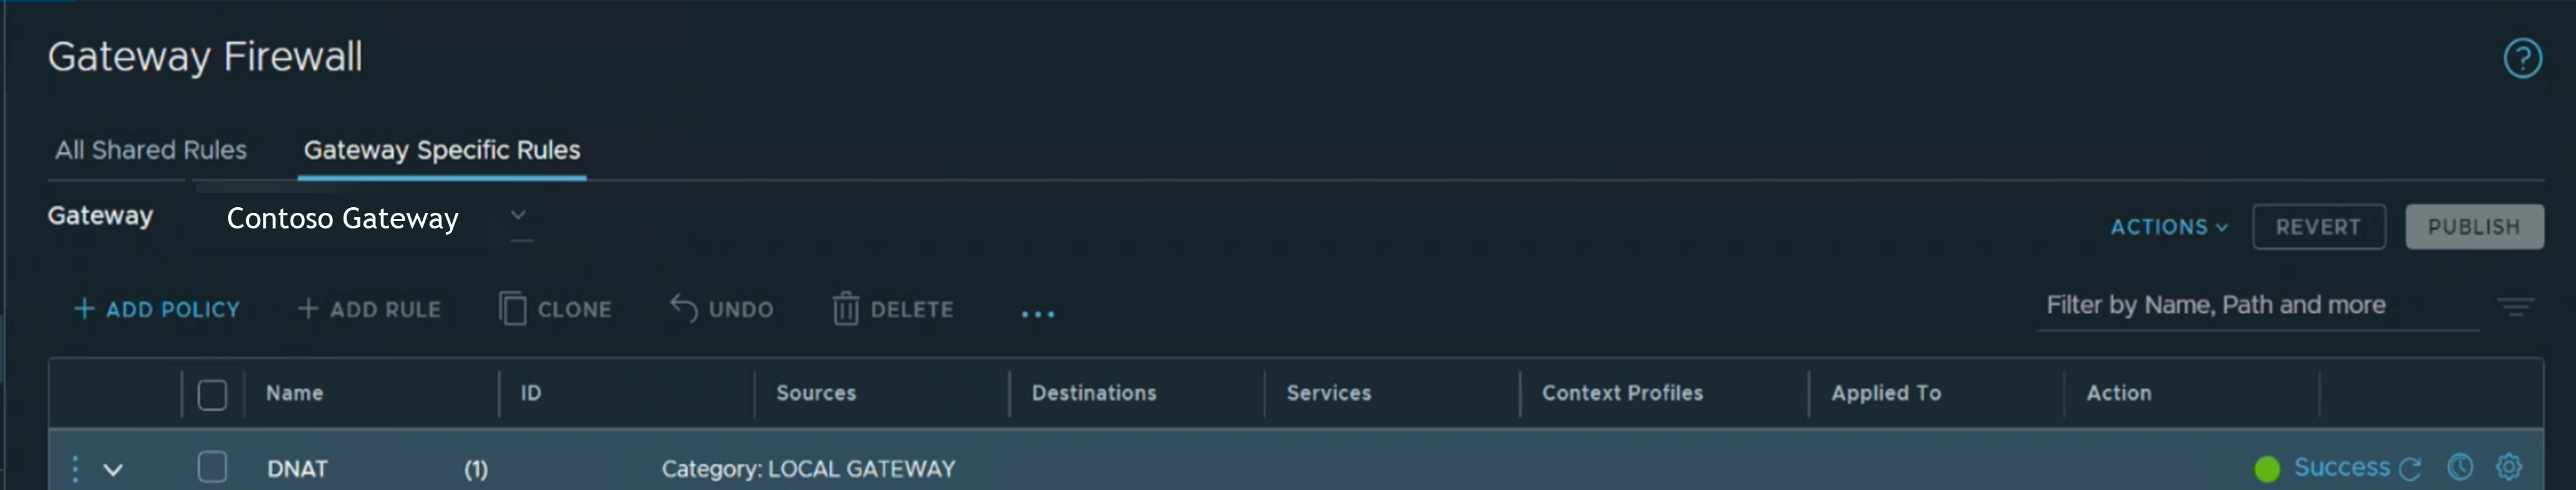 Gateway Firewall
?
All Shared Rules Gateway Specific Rules
Gateway Contoso Gateway
ACTIONS REVERT PUBLISH
+ ADD POLICY + ADD RULE CLONE UNDO DELETE ... Filter by Name, Path and more
Name ID Sources Destinations Services Context Profiles Applied To Action
DNAT (1) Category: LOCAL GATEWAY Success